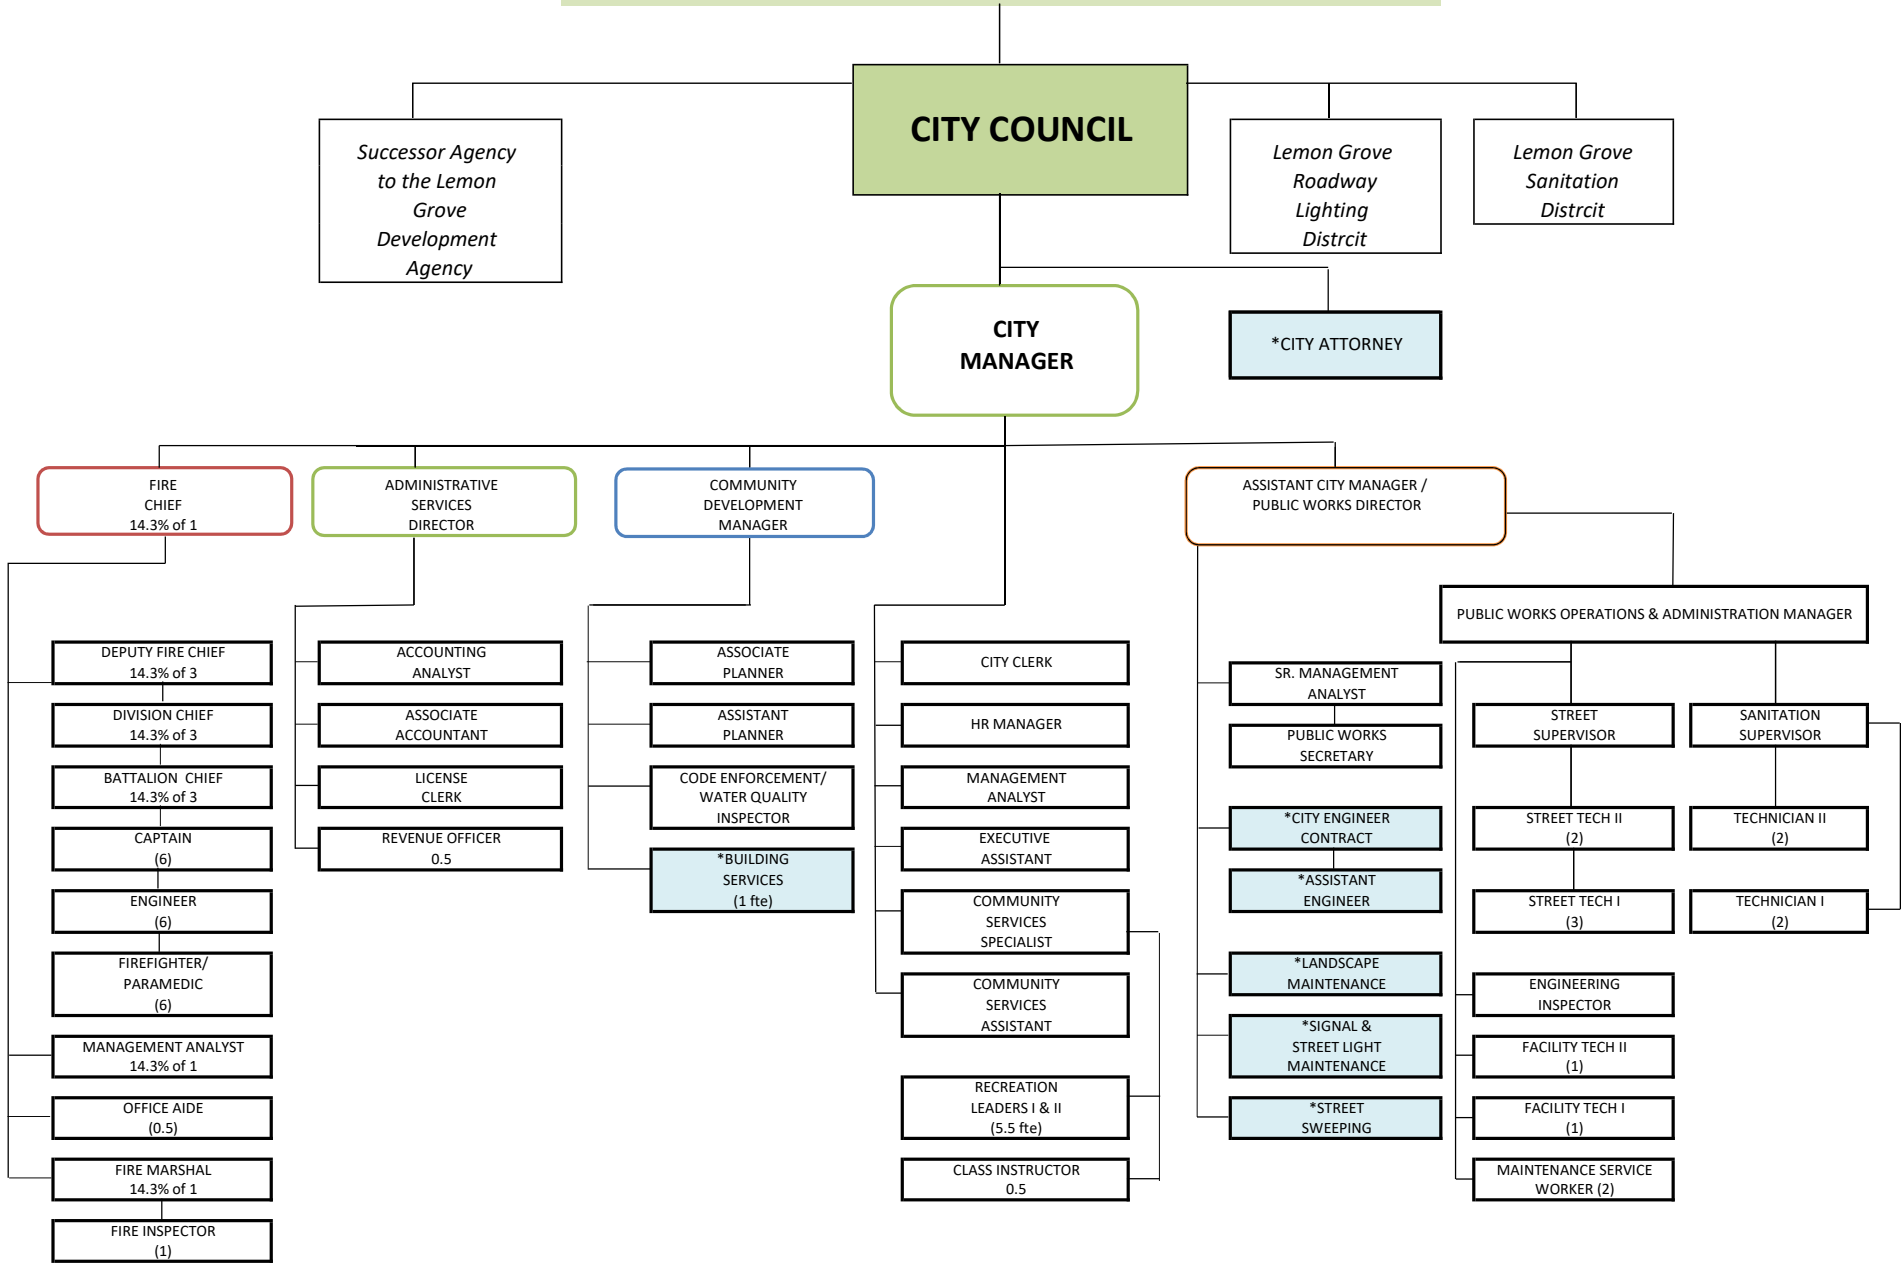 CITY COUNCIL
Successor Agency
to the Lemon
Grove
Development
Agency
Lemon Grove
Roadway
Lighting
Distrcit
Lemon Grove
Sanitation
Distrcit
CITY
MANAGER
*CITY ATTORNEY
FIRE
CHIEF
14.3% of 1
ADMINISTRATIVE
SERVICES
DIRECTOR
COMMUNITY
DEVELOPMENT
MANAGER
ASSISTANT CITY MANAGER /
PUBLIC WORKS DIRECTOR
PUBLIC WORKS OPERATIONS & ADMINISTRATION MANAGER
DEPUTY FIRE CHIEF
14.3% of 3
DIVISION CHIEF
14.3% of 3
BATTALION  CHIEF
14.3% of 3
CAPTAIN
(6)
ENGINEER
(6)
FIREFIGHTER/
PARAMEDIC
(6)
MANAGEMENT ANALYST
14.3% of 1
OFFICE AIDE
(0.5)
FIRE MARSHAL
14.3% of 1
FIRE INSPECTOR
(1)
ACCOUNTING
ANALYST
ASSOCIATE
ACCOUNTANT
LICENSE
CLERK
REVENUE OFFICER
0.5
ASSOCIATE
PLANNER
ASSISTANT
PLANNER
CODE ENFORCEMENT/
WATER QUALITY
INSPECTOR
*BUILDING
SERVICES
(1 fte)
CITY CLERK
HR MANAGER
MANAGEMENT
ANALYST
EXECUTIVE
ASSISTANT
COMMUNITY
SERVICES
SPECIALIST
COMMUNITY
SERVICES
ASSISTANT
RECREATION
LEADERS I & II
(5.5 fte)
CLASS INSTRUCTOR
0.5
SR. MANAGEMENT
ANALYST
PUBLIC WORKS
SECRETARY
*CITY ENGINEER
CONTRACT
*ASSISTANT
ENGINEER
*LANDSCAPE
MAINTENANCE
*SIGNAL &
STREET LIGHT
MAINTENANCE
*STREET
SWEEPING
STREET
SUPERVISOR
STREET TECH II
(2)
STREET TECH I
(3)
ENGINEERING
INSPECTOR
FACILITY TECH II
(1)
FACILITY TECH I
(1)
MAINTENANCE SERVICE
WORKER (2)
SANITATION
SUPERVISOR
TECHNICIAN II
(2)
TECHNICIAN I
(2)